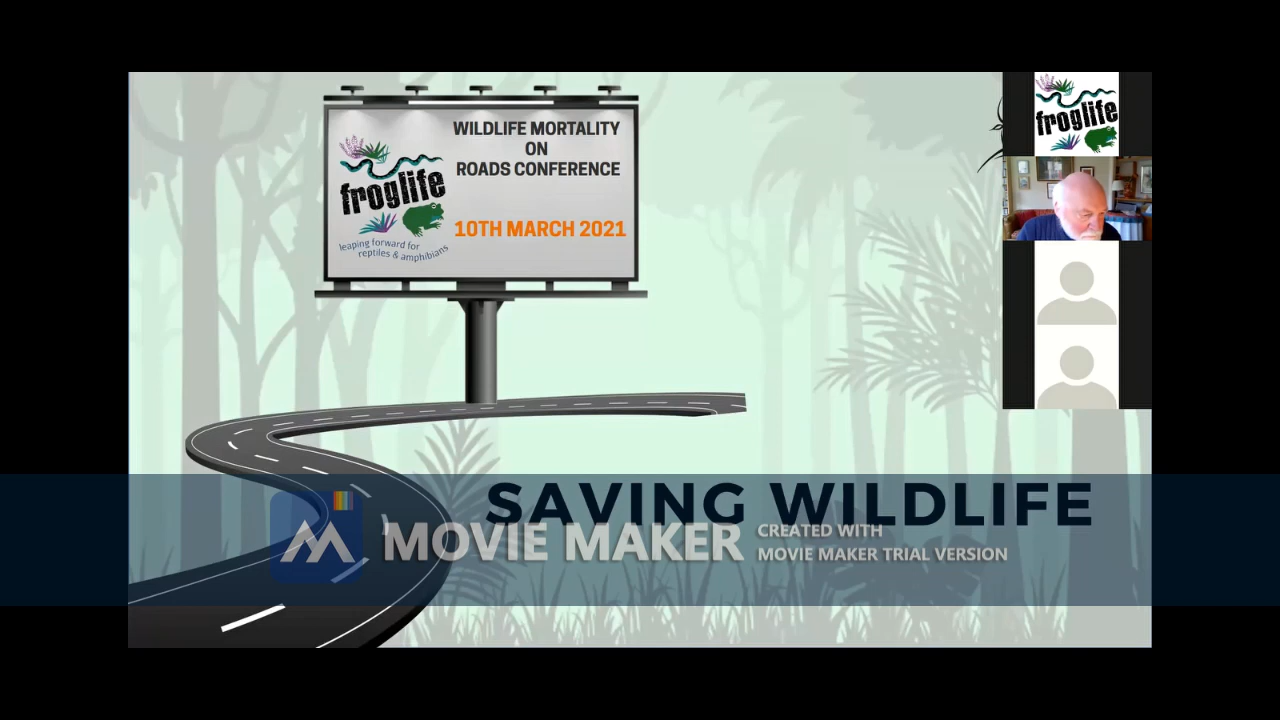 WILDLIFE MORTALITY
ON
ROADS CONFERENCE
froglife
10TH MARCH 2021
leaping forward for
reptiles & amphibians
froglife
SAVING WILDLIFE
MOVIE MAKER
CREATED WITH
MOVIE MAKER TRIAL VERSION